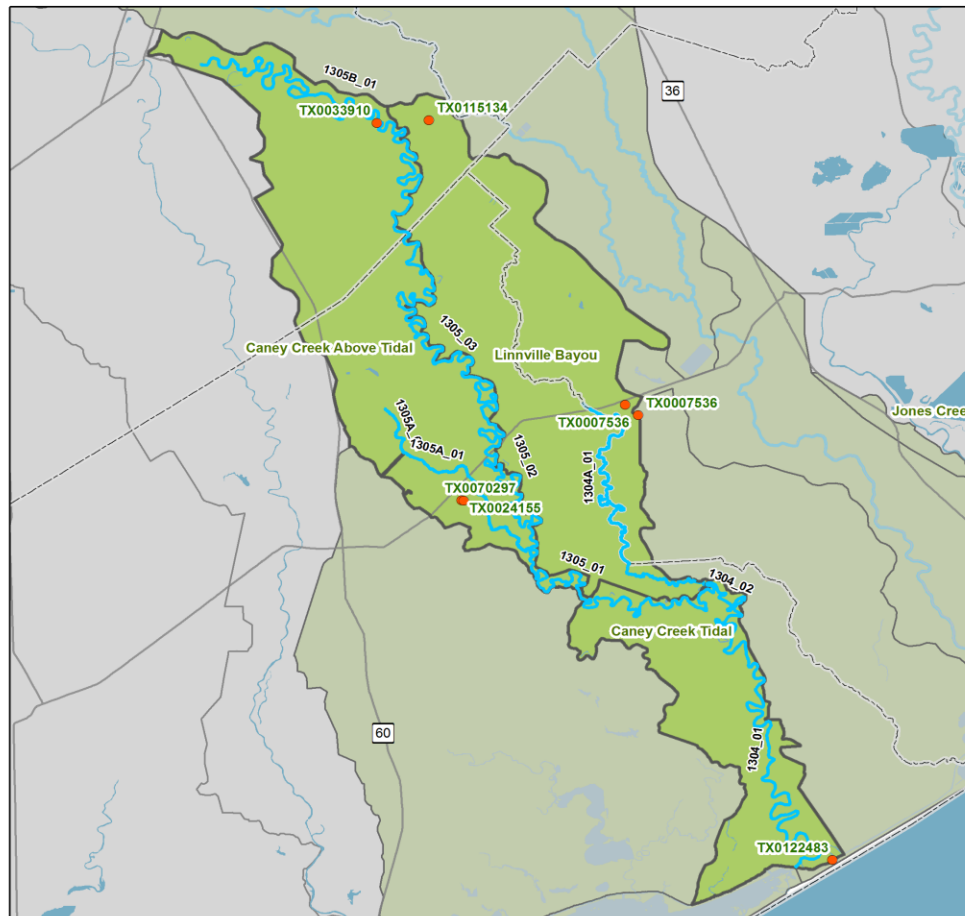 1305B_01
36
TX0033910
TX0115134
1305_03
Caney Creek Above Tidal
Linnville Bayou
TX0007536
TX0007536
Jones Cree
1305A_
1305A_01
1305_02
1304A_01
TX0070297
TX0024155
1305_01
1304_02
Caney Creek Tidal
60
1304_01
TX0122483